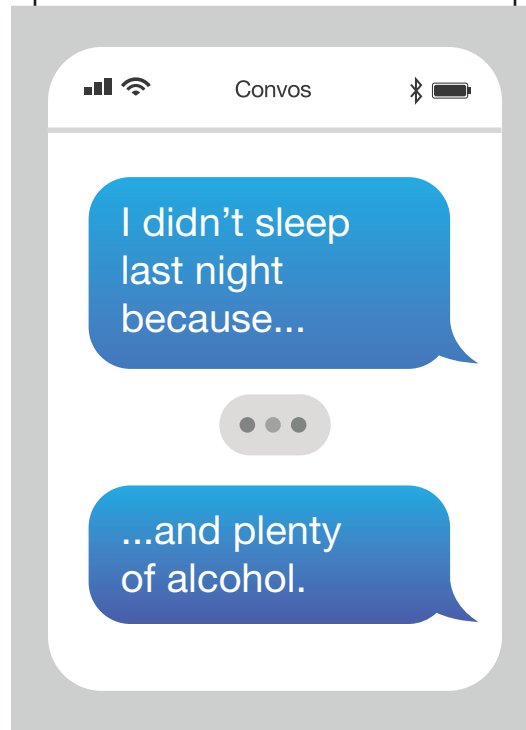 Convos
I didn’t sleep
last night
because...
...and plenty
of alcohol.